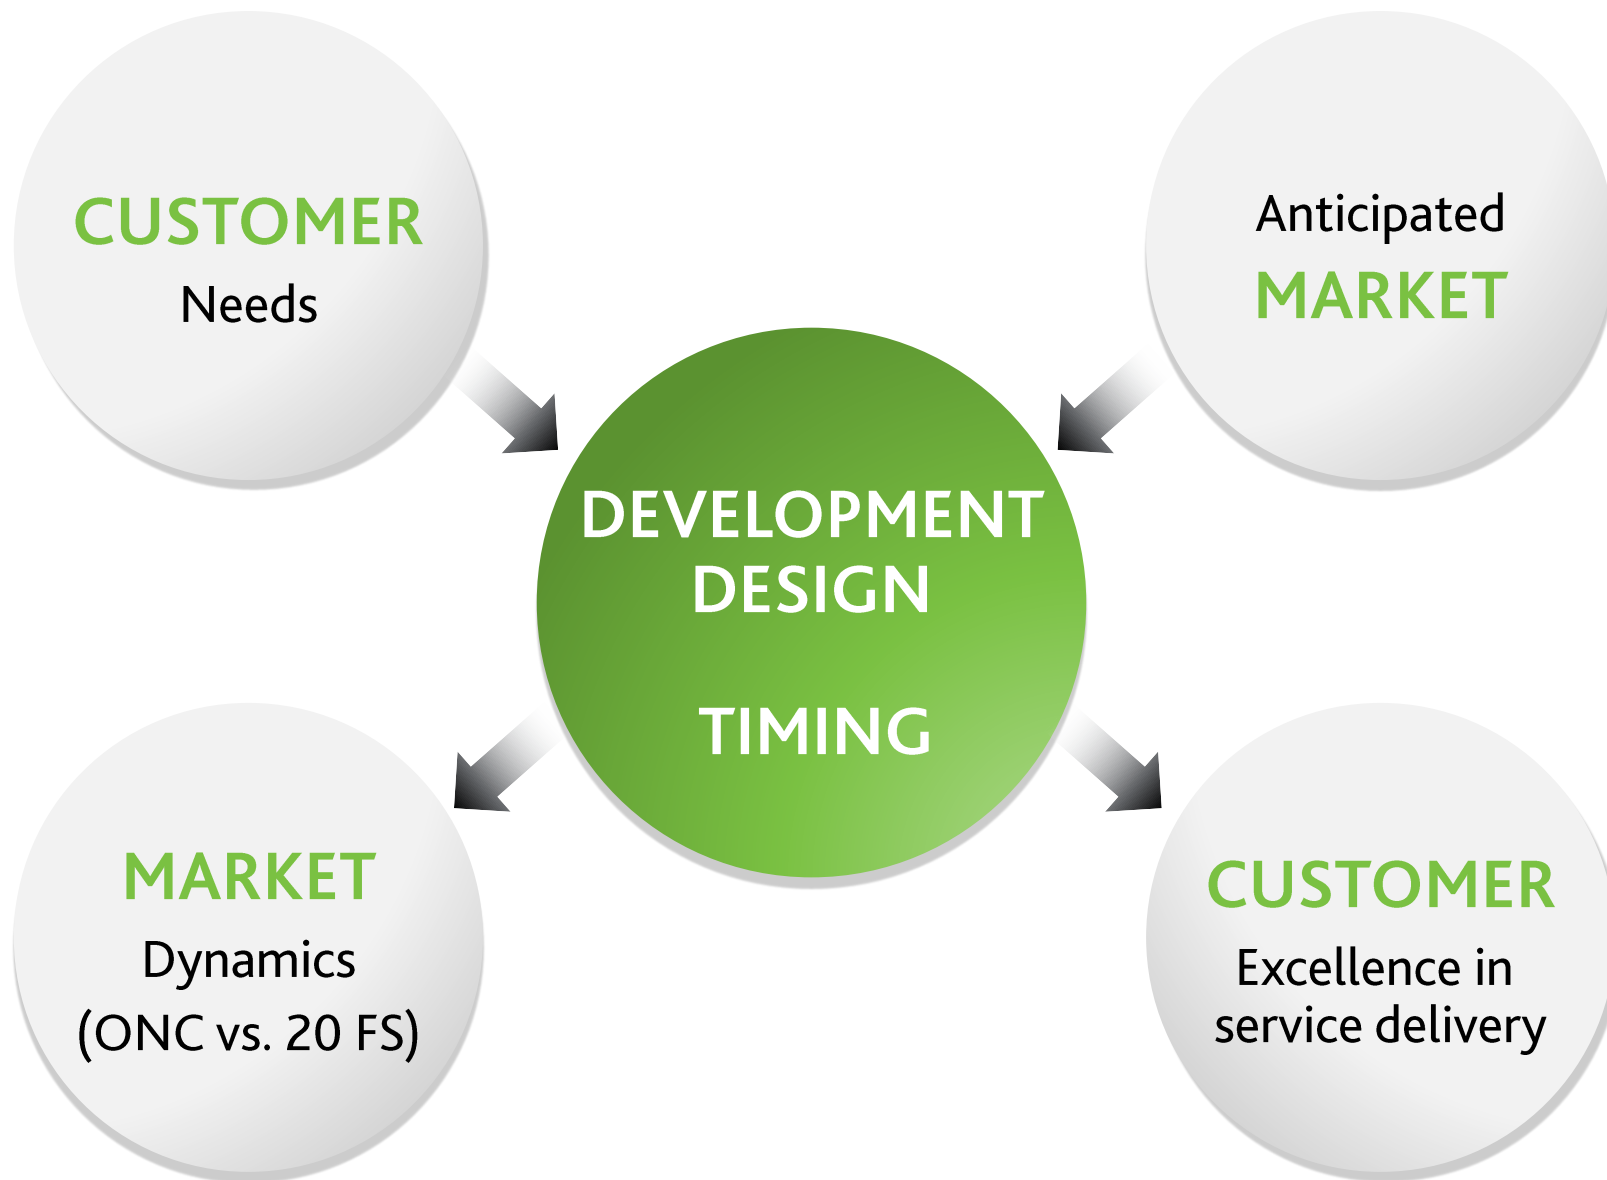 CUSTOMER
Needs
Anticipated
MARKET
DEVELOPMENT
DESIGN
TIMING
MARKET
Dynamics
(ONC vs. 20 FS)
CUSTOMER
Excellence in
service delivery